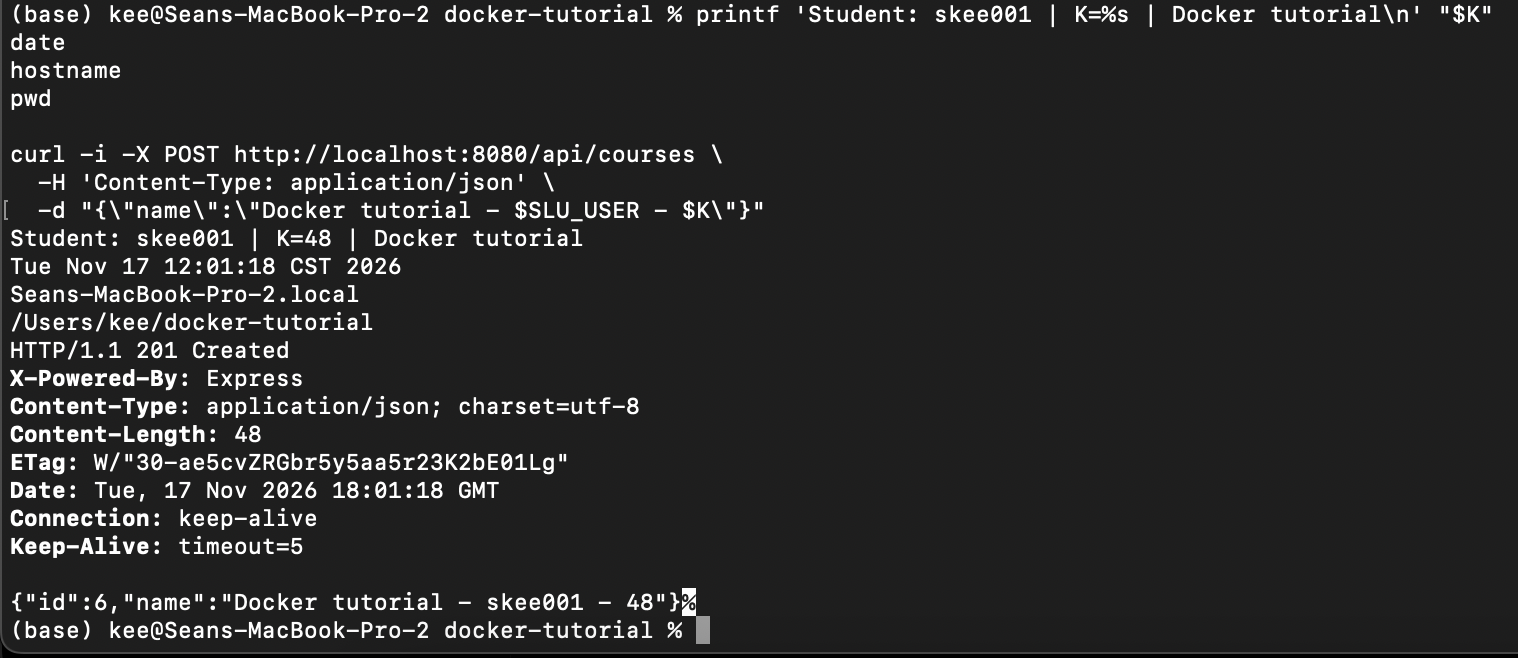 (base) kee@Seans-MacBook-Pro-2 docker-tutorial % printf 'Student: skee001 | K=%s | Docker tutorial\n' "$K"
date
hostname
pwd

curl -i -X POST http://localhost:8080/api/courses \
  -H 'Content-Type: application/json' \
[  -d "{\"name\":\"Docker tutorial - $SLU_USER - $K\"}"
Student: skee001 | K=48 | Docker tutorial
Tue Nov 17 12:01:18 CST 2026
Seans-MacBook-Pro-2.local
/Users/kee/docker-tutorial
HTTP/1.1 201 Created
X-Powered-By: Express
Content-Type: application/json; charset=utf-8
Content-Length: 48
ETag: W/"30-ae5cvZRGbr5y5aa5r23K2bE01Lg"
Date: Tue, 17 Nov 2026 18:01:18 GMT
Connection: keep-alive
Keep-Alive: timeout=5

{"id":6,"name":"Docker tutorial - skee001 - 48"}%
(base) kee@Seans-MacBook-Pro-2 docker-tutorial %